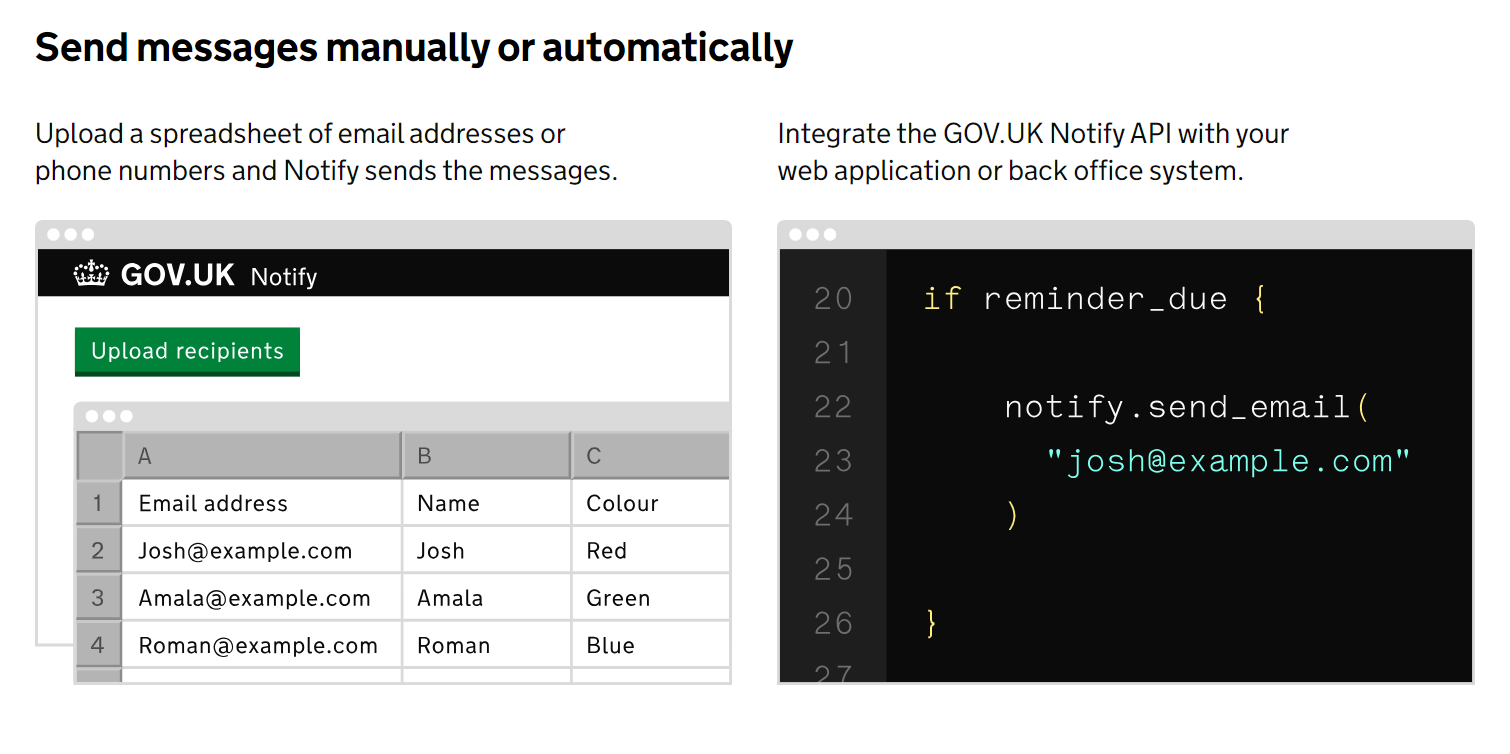 Send messages manually or automatically
Upload a spreadsheet of email addresses or
phone numbers and Notify sends the messages.
GOV.UK Notify
Upload recipients
A B C
1 Email address Name Colour
2 Josh@example.com Josh Red
3 Amala@example.com Amala Green
4 Roman@example.com Roman Blue
Integrate the GOV.UK Notify API with your
web application or back office system.
20 if reminder_due {
21
22 notify.send_email(
23 "josh@example.com"
24 )
25
26 }
27